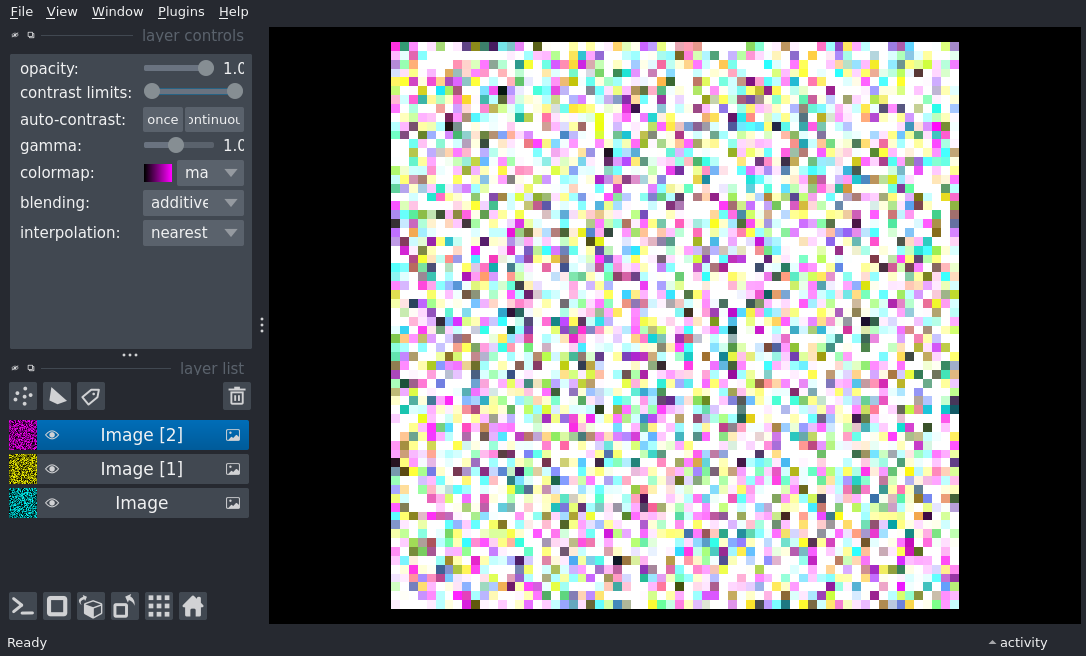 File View Window Plugins Help
layer controls
opacity: 1.0
contrast limits:
auto-contrast: once ontinuou
gamma: 1.0
colormap: ma
blending: additive
interpolation: nearest
layer list
Image [2]
Image [1]
Image
Ready activity